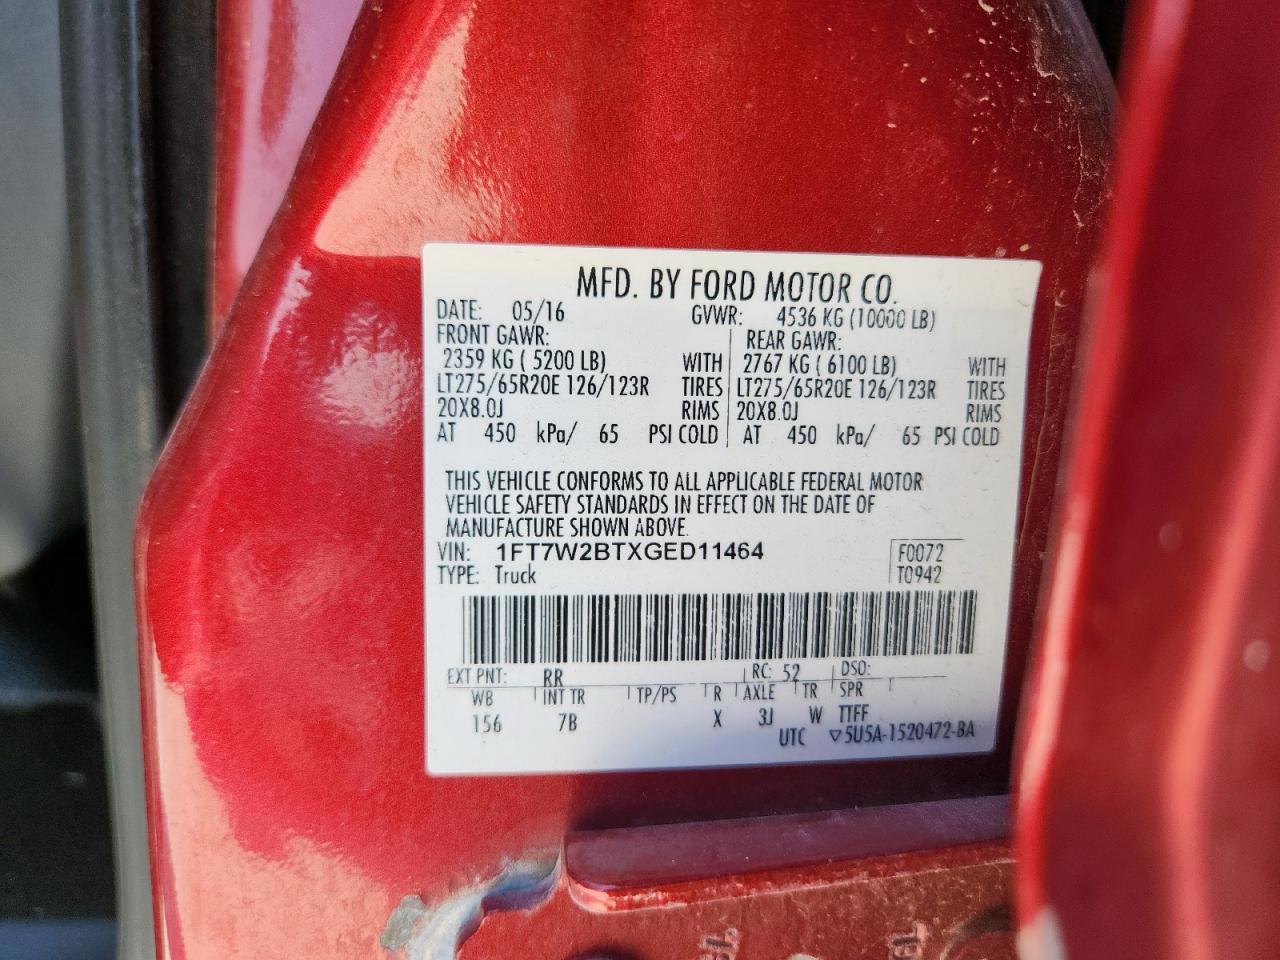 MFD. BY FORD MOTOR CO.
DATE: 05/16 GVWR: 4536 KG (10000 LB)
FRONT GAWR: REAR GAWR:
2359 KG ( 5200 LB) WITH 2767 KG ( 6100 LB) WITH
LT275/65R20E 126/123R TIRES LT275/65R20E 126/123R TIRES
20X8.0J RIMS 20X8.0J RIMS
AT 450 kPa/ 65 PSI COLD AT 450 kPa/ 65 PSI COLD
THIS VEHICLE CONFORMS TO ALL APPLICABLE FEDERAL MOTOR
VEHICLE SAFETY STANDARDS IN EFFECT ON THE DATE OF
MANUFACTURE SHOWN ABOVE.
VIN: 1FT7W2BTXGED11464 F0072
TYPE: Truck T0942
EXT PNT: RR RC: 52 DSO:
WB INT TR TP/PS R AXLE TR SPR
156 7B X 3J W TTFF
UTC ▽5U5A-1520472-BA